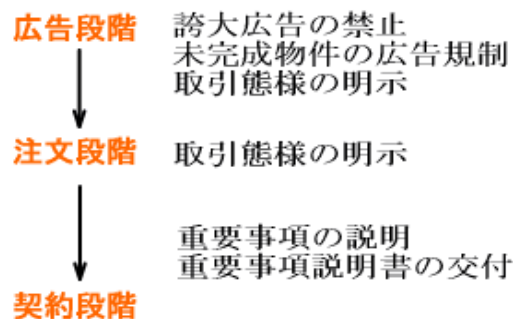 広告段階 誇大広告の禁止
未完成物件の広告規制
取引態様の明示
注文段階 取引態様の明示
重要事項の説明
重要事項説明書の交付
契約段階